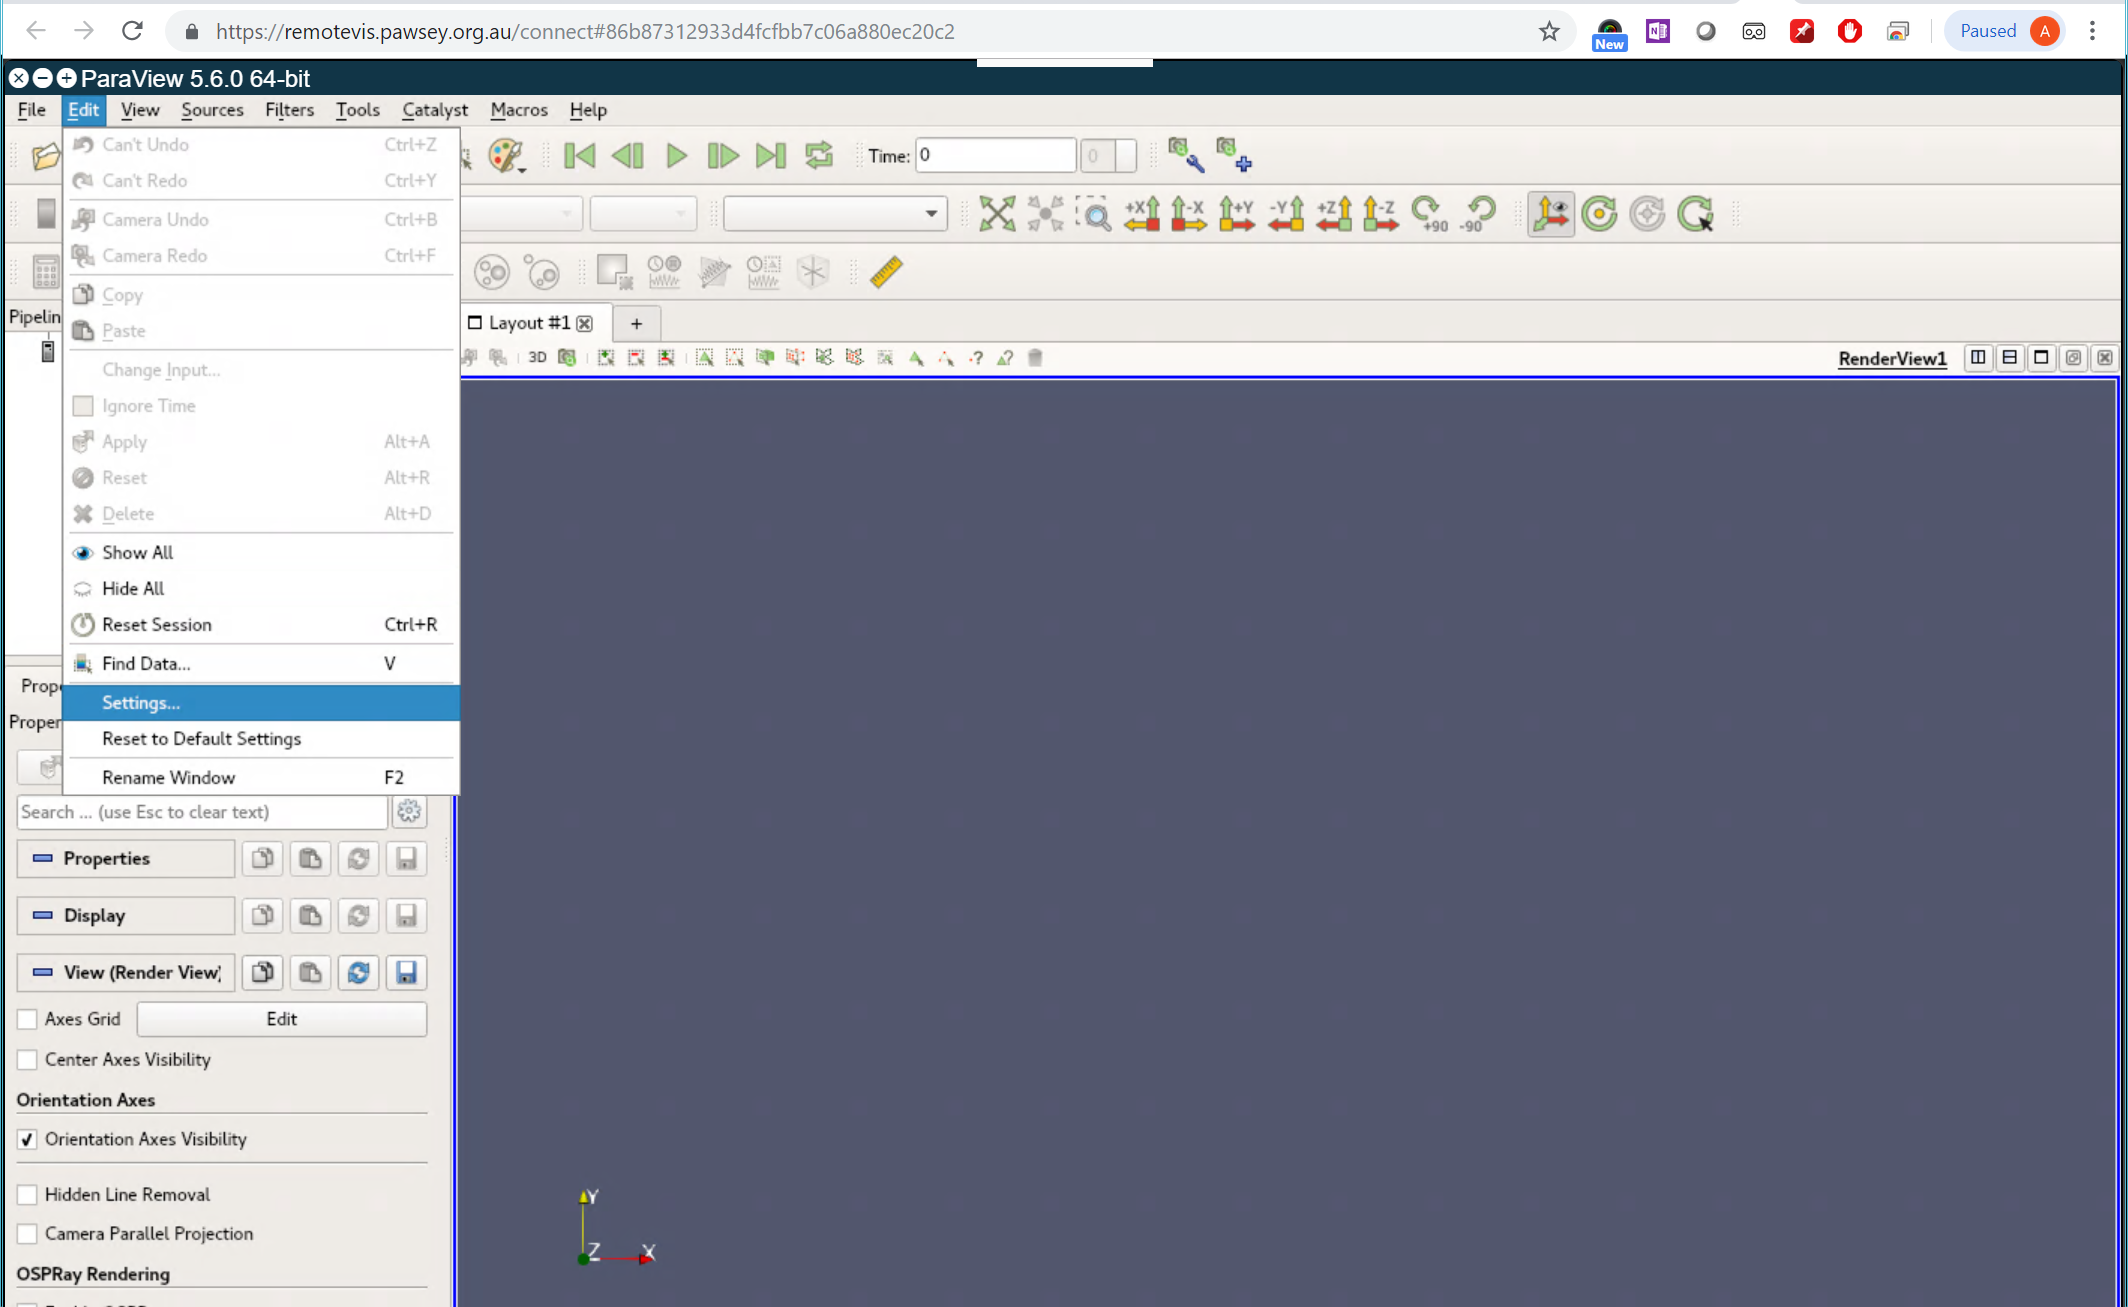 https://remotevis.pawsey.org.au/connect#86b87312933d4fcfbb7c06a880ec20c2
New
Paused
A
ParaView 5.6.0 64-bit
File Edit View Sources Filters Tools Catalyst Macros Help
Can't Undo Ctrl+Z
Can't Redo Ctrl+Y
Camera Undo Ctrl+B
Camera Redo Ctrl+F
Copy
Paste
Change Input...
Ignore Time
Apply Alt+A
Reset Alt+R
Delete Alt+D
Show All
Hide All
Reset Session Ctrl+R
Find Data... V
Settings...
Reset to Default Settings
Rename Window F2
Time: 0
0
+X -X +Y -Y +Z -Z +90 -90
Pipelin
Layout #1
+
3D
RenderView1
Prope
Proper
Search ... (use Esc to clear text)
Properties
Display
View (Render View)
Axes Grid Edit
Center Axes Visibility
Orientation Axes
Orientation Axes Visibility
Hidden Line Removal
Camera Parallel Projection
OSPRay Rendering
Y
Z
X